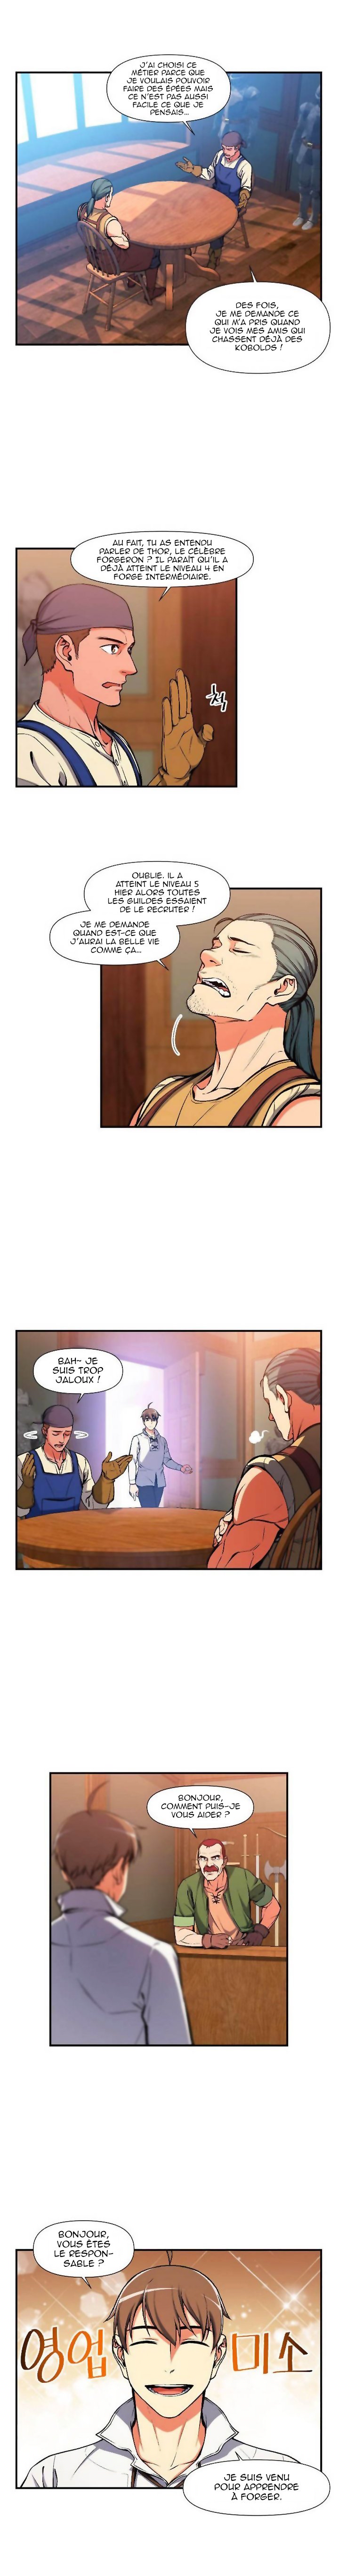 J'AI CHOISI CE
MÉTIER PARCE QUE
JE VOULAIS POUVOIR
FAIRE DES ÉPÉES MAIS
CE N'EST PAS AUSSI
FACILE CE QUE JE
PENSAIS...
DES FOIS,
JE ME DEMANDE CE
QUI M'A PRIS QUAND
JE VOIS MES AMIS QUI
CHASSENT DÉJÀ DES
KOBOLDS !
AU FAIT, TU AS ENTENDU
PARLER DE THOR, LE CÉLÈBRE
FORGERON ? IL PARAÎT QU'IL A
DÉJÀ ATTEINT LE NIVEAU 4 EN
FORGE INTERMÉDIAIRE.
척
OUBLIÉ. IL A
ATTEINT LE NIVEAU 5
HIER ALORS TOUTES
LES GUILDES ESSAIENT
DE LE RECRUTER !
JE ME DEMANDE
QUAND EST-CE QUE
J'AURAI LA BELLE VIE
COMME ÇA...
BAH~ JE
SUIS TROP
JALOUX !
BONJOUR,
COMMENT PUIS-JE
VOUS AIDER ?
BONJOUR,
VOUS ÊTES
LE RESPON-
SABLE ?
영업 미소
JE SUIS VENU
POUR APPRENDRE
À FORGER.